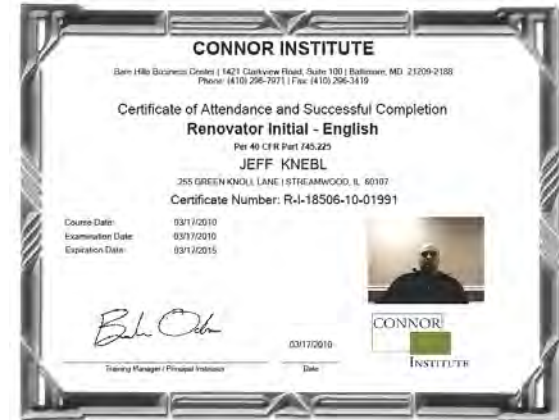 CONNOR INSTITUTE
Bare Hills Business Center | 1421 Clarkview Road, Suite 100 | Baltimore, MD 21209-2188
Phone: (410) 296-7971 | Fax: (410) 296-3419
Certificate of Attendance and Successful Completion
Renovator Initial - English
Per 40 CFR Part 745.225
JEFF KNEBL
255 GREEN KNOLL LANE | STREAMWOOD, IL 60107
Certificate Number: R-I-18506-10-01991
Course Date: 03/17/2010
Examination Date: 03/17/2010
Expiration Date: 03/17/2015
03/17/2010
Training Manager / Principal Instructor
Date
CONNOR
INSTITUTE